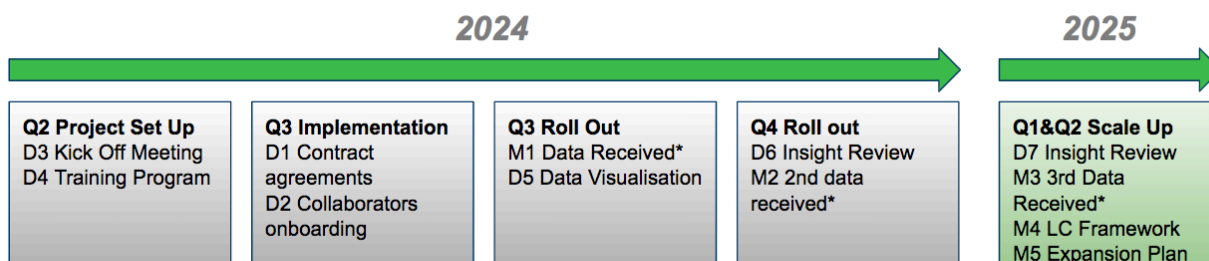 2024
2025
Q2 Project Set Up
D3 Kick Off Meeting
D4 Training Program
Q3 Implementation
D1 Contract
agreements
D2 Collaborators
onboarding
Q3 Roll Out
M1 Data Received*
D5 Data Visualisation
Q4 Roll out
D6 Insight Review
M2 2nd data
received*
Q1&Q2 Scale Up
D7 Insight Review
M3 3rd Data
Received*
M4 LC Framework
M5 Expansion Plan